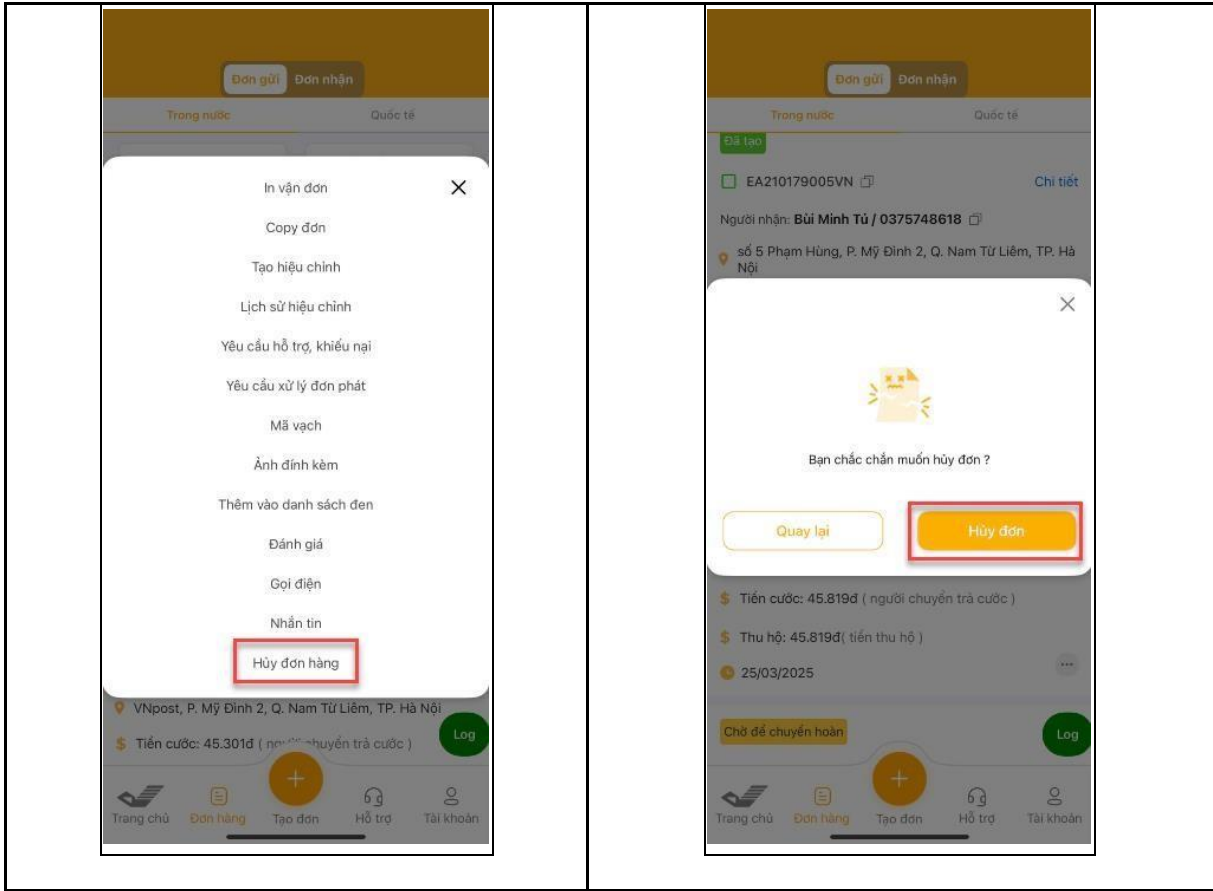 Đơn gửi Đơn nhận
Trong nước Quốc tế
In vận đơn
Copy đơn
Tạo hiệu chỉnh
Lịch sử hiệu chỉnh
Yêu cầu hỗ trợ, khiếu nại
Yêu cầu xử lý đơn phát
Mã vạch
Ảnh đính kèm
Thêm vào danh sách đen
Đánh giá
Gọi điện
Nhắn tin
Hủy đơn hàng
VNpost, P. Mỹ Đình 2, Q. Nam Từ Liêm, TP. Hà Nội
Tiền cước: 45.301đ ( người chuyển trả cước )
Log
Trang chủ Đơn hàng Tạo đơn Hỗ trợ Tài khoản
Đơn gửi Đơn nhận
Trong nước Quốc tế
Đã tạo
EA210179005VN Chi tiết
Người nhận: Bùi Minh Tú / 0375748618
số 5 Phạm Hùng, P. Mỹ Đình 2, Q. Nam Từ Liêm, TP. Hà
Nội
Bạn chắc chắn muốn hủy đơn ?
Quay lại Hủy đơn
$ Tiền cước: 45.819đ ( người chuyển trả cước )
$ Thu hộ: 45.819đ( tiền thu hộ )
25/03/2025
Chờ để chuyển hoàn
Log
Trang chủ Đơn hàng Tạo đơn Hỗ trợ Tài khoản